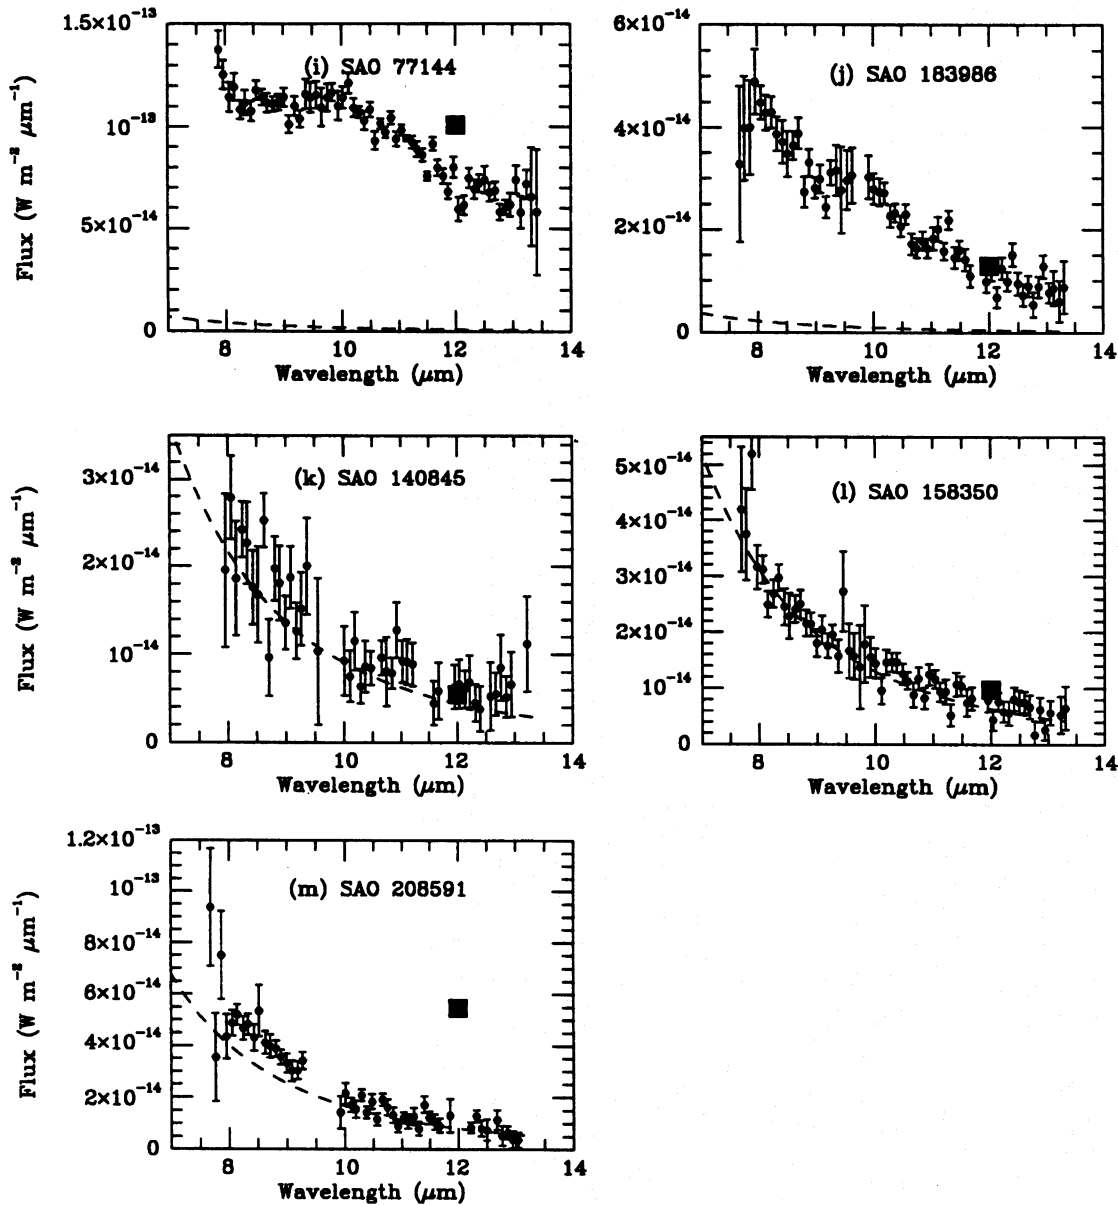 (i) SAO 77144
1.5×10⁻¹³
10⁻¹³
5×10⁻¹⁴
0
Flux (W m⁻² μm⁻¹)
8 10 12 14
Wavelength (μm)
(j) SAO 183986
6×10⁻¹⁴
4×10⁻¹⁴
2×10⁻¹⁴
0
8 10 12 14
Wavelength (μm)
(k) SAO 140845
3×10⁻¹⁴
2×10⁻¹⁴
10⁻¹⁴
0
Flux (W m⁻² μm⁻¹)
8 10 12 14
Wavelength (μm)
(l) SAO 158350
5×10⁻¹⁴
4×10⁻¹⁴
3×10⁻¹⁴
2×10⁻¹⁴
10⁻¹⁴
0
8 10 12 14
Wavelength (μm)
(m) SAO 208591
1.2×10⁻¹³
10⁻¹³
8×10⁻¹⁴
6×10⁻¹⁴
4×10⁻¹⁴
2×10⁻¹⁴
0
Flux (W m⁻² μm⁻¹)
8 10 12 14
Wavelength (μm)